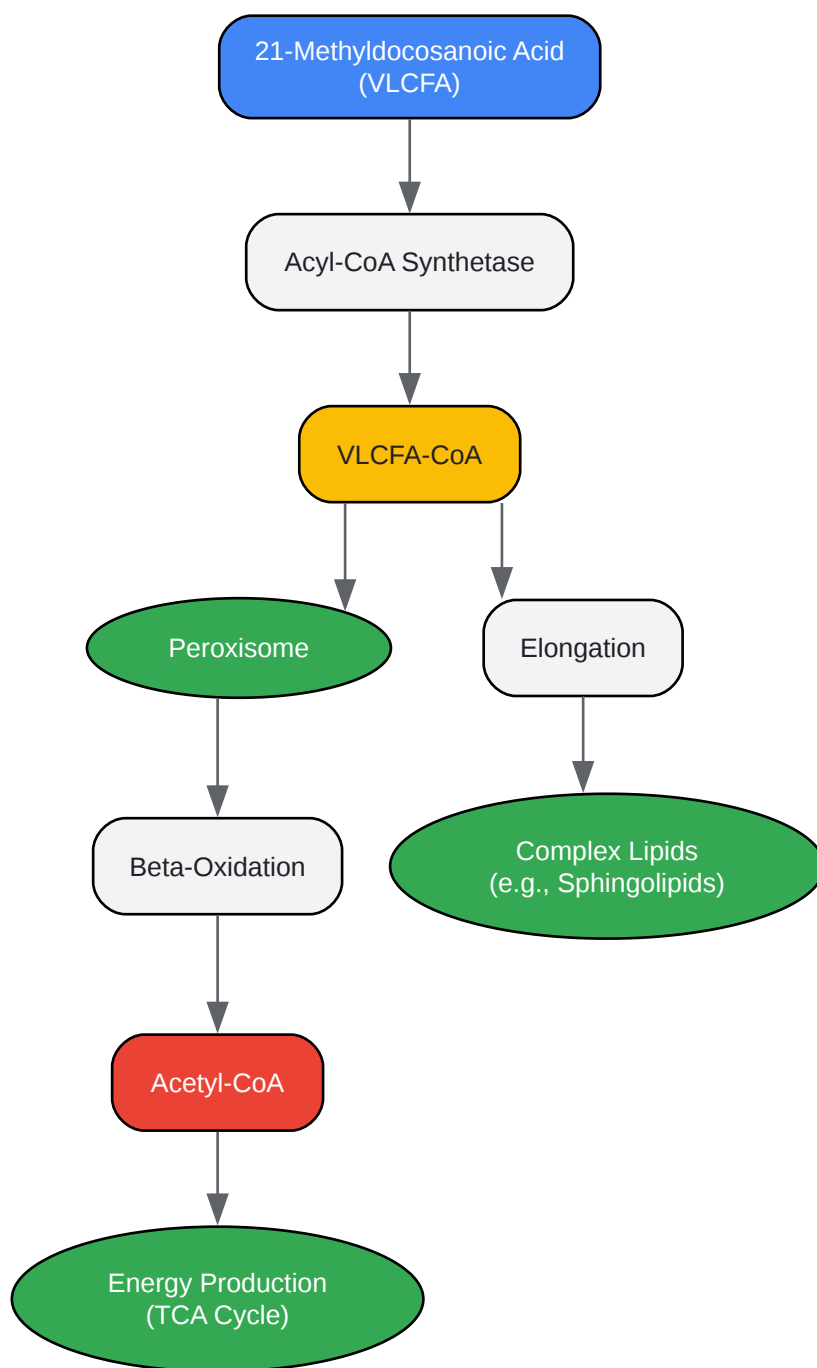 21-Methyldocosanoic Acid
(VLCFA)
Acyl-CoA Synthetase
VLCFA-CoA
Peroxisome
Elongation
Beta-Oxidation
Complex Lipids
(e.g., Sphingolipids)
Acetyl-CoA
Energy Production
(TCA Cycle)